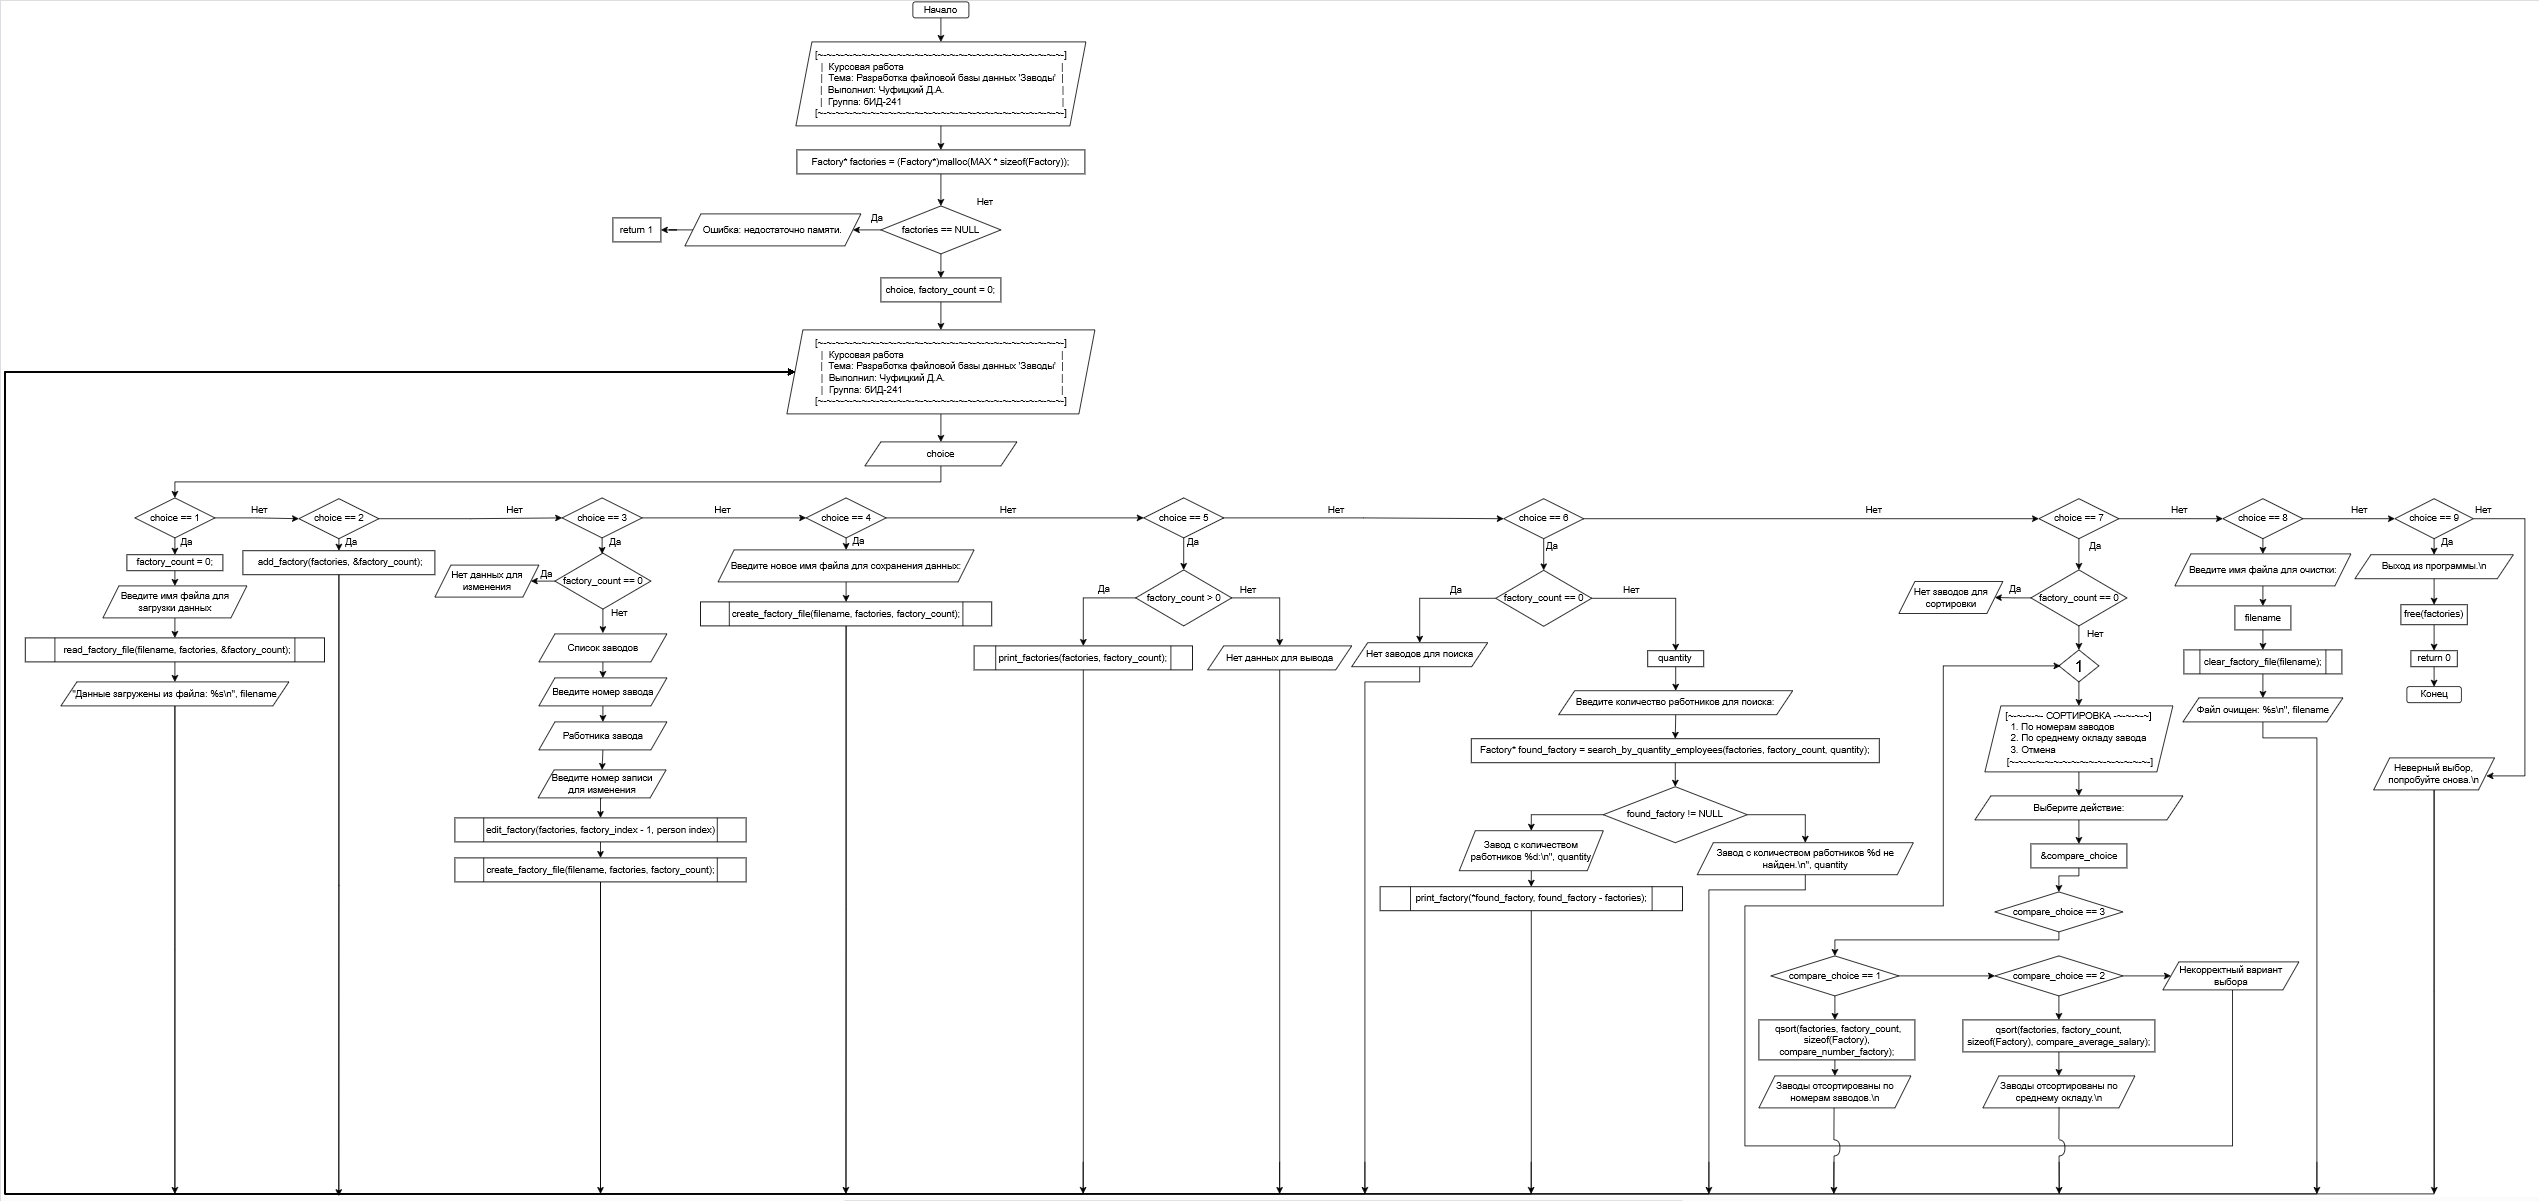 Начало
[~-~-~-~-~-~-~-~-~-~-~-~-~-~-~-~-~-~-~-~-~-~-~-~-~-~-~-~-]
| Курсовая работа |
| Тема: Разработка файловой базы данных 'Заводы' |
| Выполнил: Чуфицкий Д.А. |
| Группа: бИД-241 |
[~-~-~-~-~-~-~-~-~-~-~-~-~-~-~-~-~-~-~-~-~-~-~-~-~-~-~-~-]
Factory* factories = (Factory*)malloc(MAX * sizeof(Factory));
Нет
Да
return 1
Ошибка: недостаточно памяти.
factories == NULL
choice, factory_count = 0;
[~-~-~-~-~-~-~-~-~-~-~-~-~-~-~-~-~-~-~-~-~-~-~-~-~-~-~-~-]
| Курсовая работа |
| Тема: Разработка файловой базы данных 'Заводы' |
| Выполнил: Чуфицкий Д.А. |
| Группа: бИД-241 |
[~-~-~-~-~-~-~-~-~-~-~-~-~-~-~-~-~-~-~-~-~-~-~-~-~-~-~-~-]
choice
choice == 1
Нет
choice == 2
Нет
choice == 3
Нет
choice == 4
Нет
choice == 5
Нет
choice == 6
Нет
choice == 7
Нет
choice == 8
Нет
choice == 9
Нет
Да
factory_count = 0;
Введите имя файла для
загрузки данных
read_factory_file(filename, factories, &factory_count);
"Данные загружены из файла: %s\n", filename
Да
add_factory(factories, &factory_count);
Да
Нет данных для
изменения
Да
factory_count == 0
Нет
Список заводов
Введите номер завода
Работника завода
Введите номер записи
для изменения
edit_factory(factories, factory_index - 1, person index)
create_factory_file(filename, factories, factory_count);
Да
Введите новое имя файла для сохранения данных:
create_factory_file(filename, factories, factory_count);
Да
Да
factory_count > 0
Нет
print_factories(factories, factory_count);
Нет данных для вывода
Да
Да
factory_count == 0
Нет
Нет заводов для поиска
quantity
Введите количество работников для поиска:
Factory* found_factory = search_by_quantity_employees(factories, factory_count, quantity);
found_factory != NULL
Завод с количеством
работников %d:\n", quantity
Завод с количеством работников %d не
найден.\n", quantity
print_factory(*found_factory, found_factory - factories);
Да
Нет заводов для
сортировки
Да
factory_count == 0
Нет
1
[~-~-~-~-~- СОРТИРОВКА -~-~-~-~-~]
1. По номерам заводов
2. По среднему окладу завода
3. Отмена
[~-~-~-~-~-~-~-~-~-~-~-~-~-~-~-~-~]
Выберите действие:
&compare_choice
compare_choice == 3
compare_choice == 1
compare_choice == 2
Некорректный вариант
выбора
qsort(factories, factory_count,
sizeof(Factory),
compare_number_factory);
qsort(factories, factory_count,
sizeof(Factory), compare_average_salary);
Заводы отсортированы по
номерам заводов.\n
Заводы отсортированы по
среднему окладу.\n
Введите имя файла для очистки:
filename
clear_factory_file(filename);
Файл очищен: %s\n", filename
Да
Выход из программы.\n
free(factories)
return 0
Конец
Неверный выбор,
попробуйте снова.\n